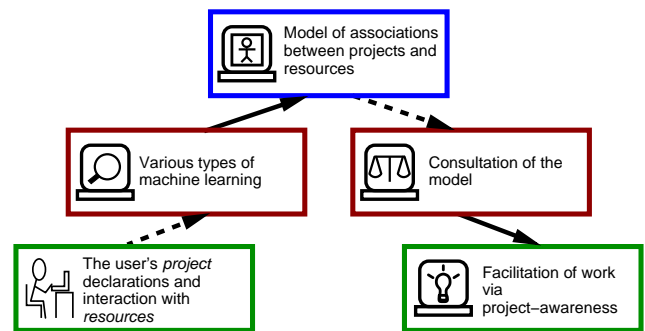 Model of associations
between projects and
resources
Various types of
machine learning
Consultation of the
model
The user's project
declarations and
interaction with
resources
Facilitation of work
via
project−awareness